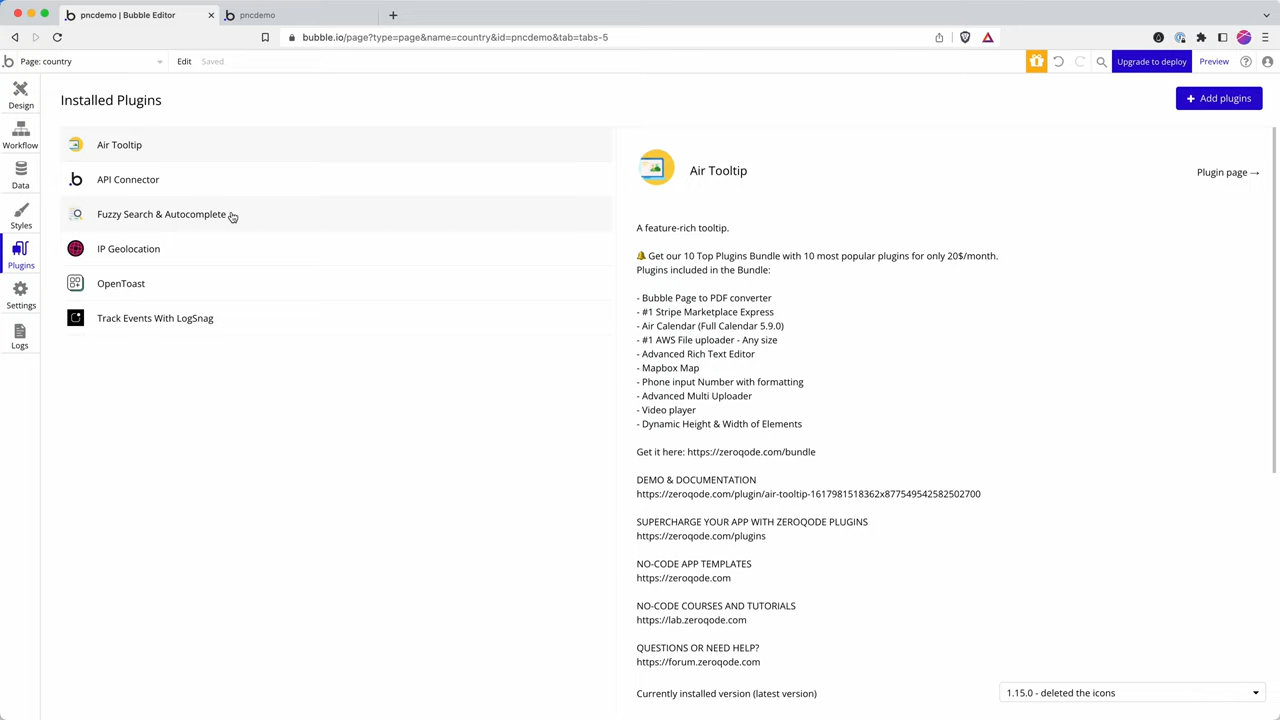 pncdemo | Bubble Editor
pncdemo
bubble.io/page?type=page&name=country&id=pncdemo&tab=tabs-5
Page: country
Edit
Saved
Upgrade to deploy
Preview
Design
Workflow
Data
Styles
Plugins
Settings
Logs
Installed Plugins
+ Add plugins
Air Tooltip
API Connector
Fuzzy Search & Autocomplete
IP Geolocation
OpenToast
Track Events With LogSnag
Air Tooltip
Plugin page →
A feature-rich tooltip.
🔔 Get our 10 Top Plugins Bundle with 10 most popular plugins for only 20$/month.
Plugins included in the Bundle:
- Bubble Page to PDF converter
- #1 Stripe Marketplace Express
- Air Calendar (Full Calendar 5.9.0)
- #1 AWS File uploader - Any size
- Advanced Rich Text Editor
- Mapbox Map
- Phone input Number with formatting
- Advanced Multi Uploader
- Video player
- Dynamic Height & Width of Elements
Get it here: https://zeroqode.com/bundle
DEMO & DOCUMENTATION
https://zeroqode.com/plugin/air-tooltip-1617981518362x877549542582502700
SUPERCHARGE YOUR APP WITH ZEROQODE PLUGINS
https://zeroqode.com/plugins
NO-CODE APP TEMPLATES
https://zeroqode.com
NO-CODE COURSES AND TUTORIALS
https://lab.zeroqode.com
QUESTIONS OR NEED HELP?
https://forum.zeroqode.com
Currently installed version (latest version)
1.15.0 - deleted the icons